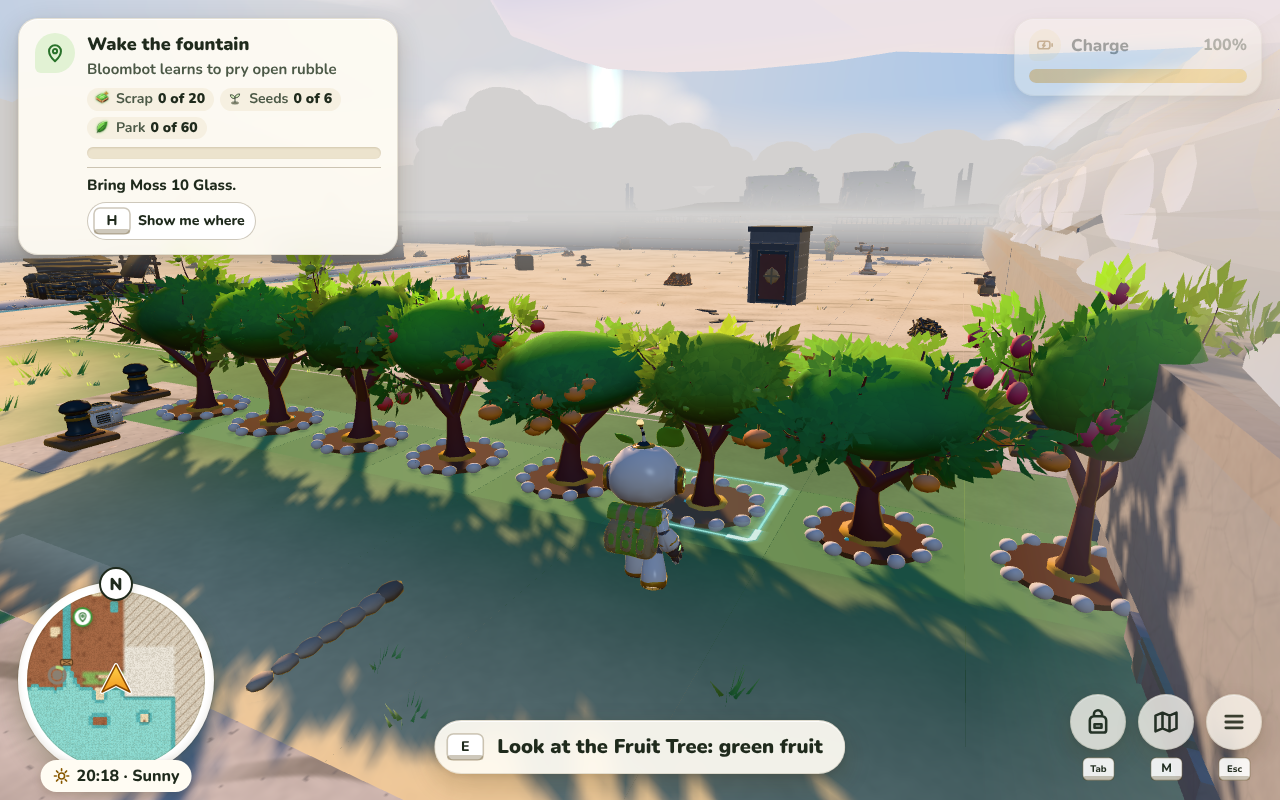 Wake the fountain
Bloombot learns to pry open rubble
Scrap 0 of 20 Seeds 0 of 6
Park 0 of 60
Bring Moss 10 Glass.
H Show me where
Charge 100%
N
20:18 · Sunny
E Look at the Fruit Tree: green fruit
Tab M Esc